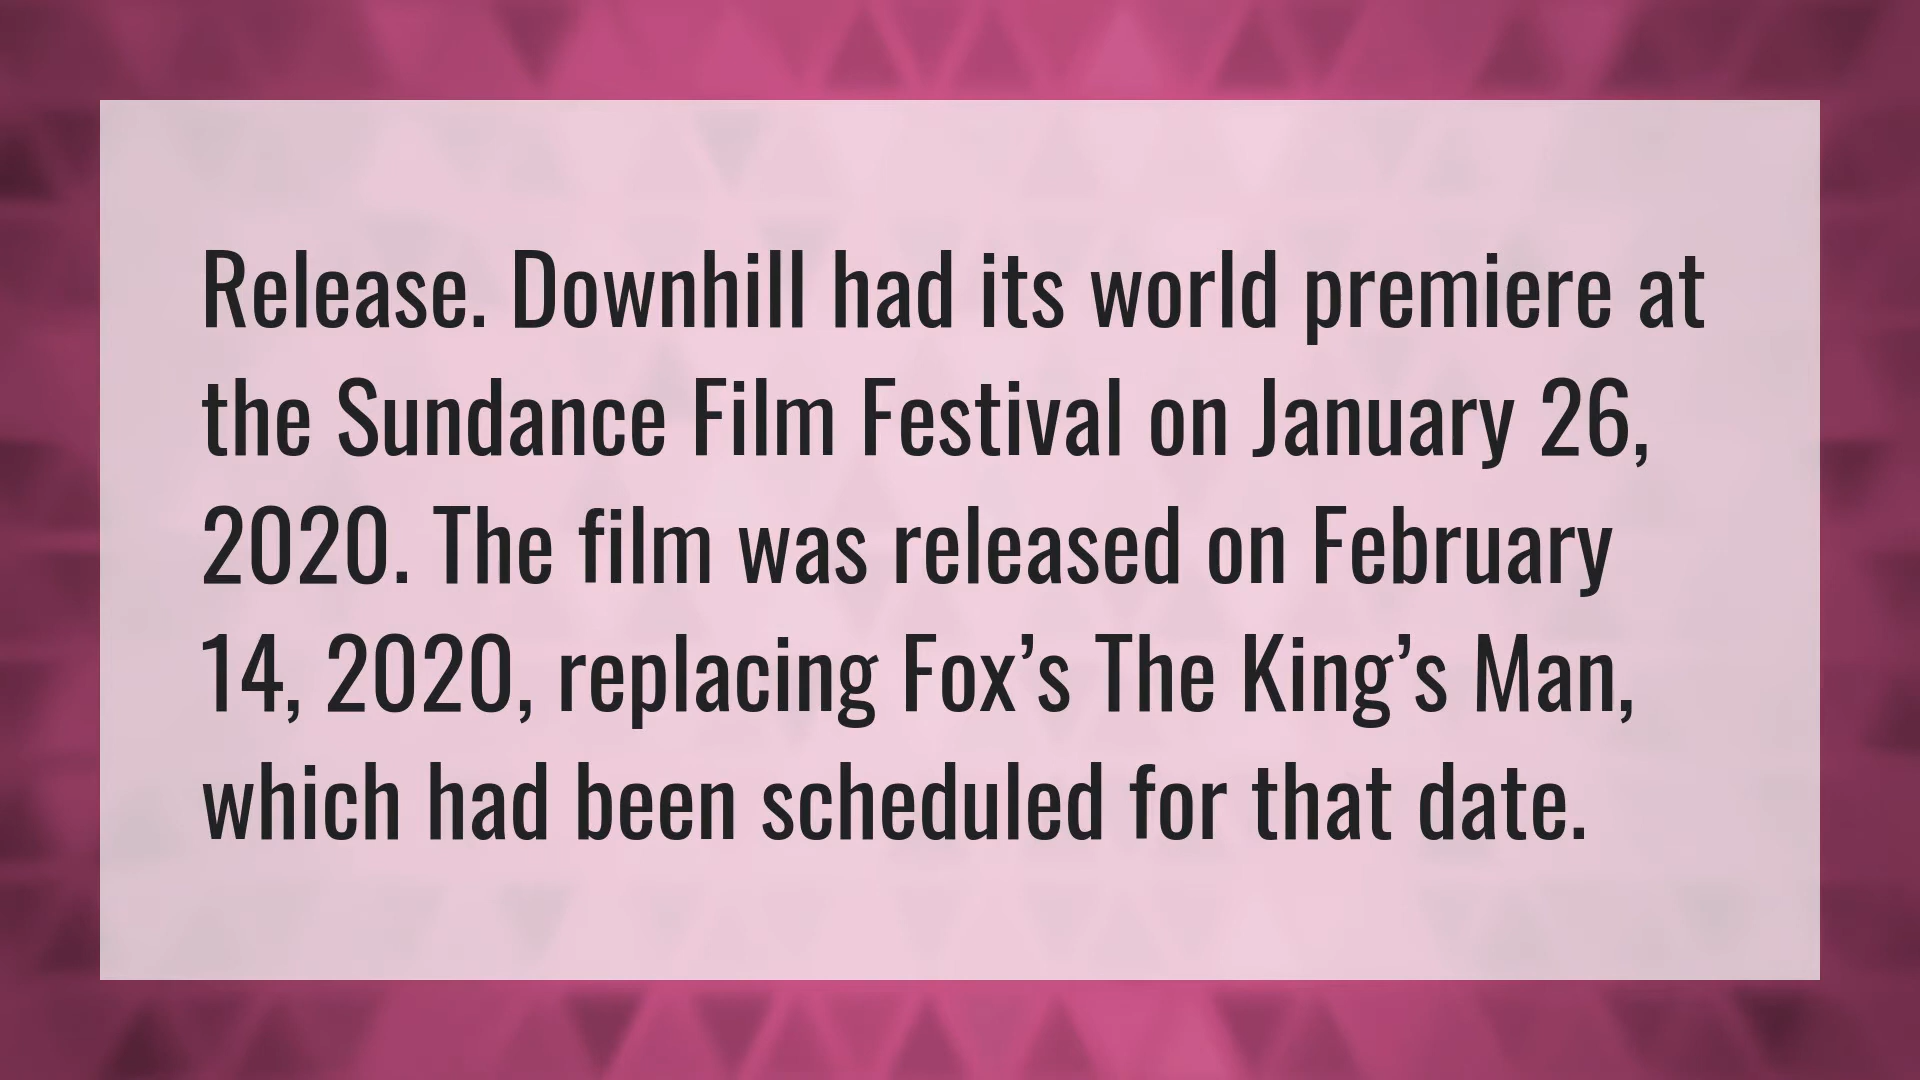 Release. Downhill had its world premiere at
the Sundance Film Festival on January 26,
2020. The film was released on February
14, 2020, replacing Fox’s The King’s Man,
which had been scheduled for that date.